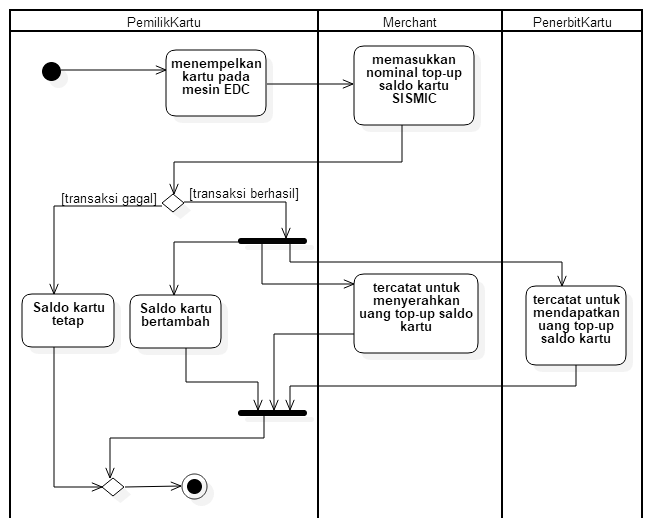 PemilikKartu
Merchant
PenerbitKartu
menempelkan
kartu pada
mesin EDC
memasukkan
nominal top-up
saldo kartu
SISMIC
[transaksi gagal]
[transaksi berhasil]
Saldo kartu
tetap
Saldo kartu
bertambah
tercatat untuk
menyerahkan
uang top-up saldo
kartu
tercatat untuk
mendapatkan
uang top-up
saldo kartu